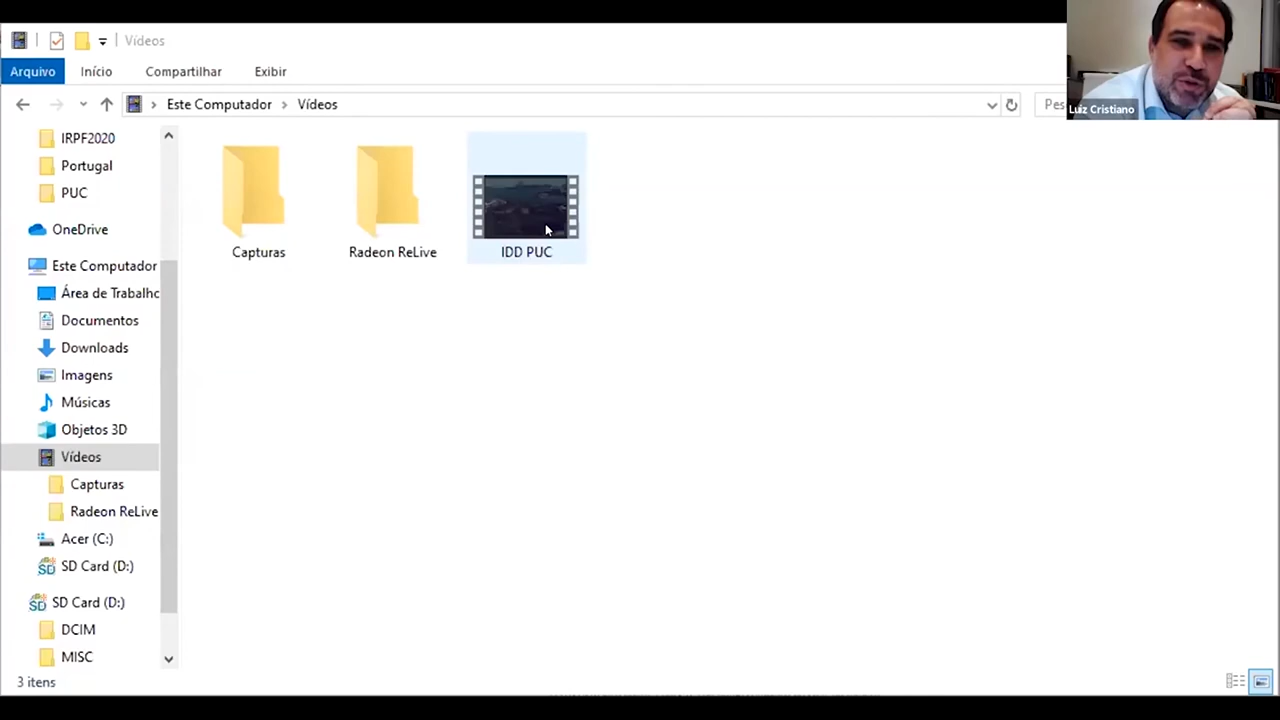 Vídeos
Arquivo Início Compartilhar Exibir
Este Computador Vídeos
Pes
Luiz Cristiano
IRPF2020
Portugal
PUC
OneDrive
Este Computador
Área de Trabalho
Documentos
Downloads
Imagens
Músicas
Objetos 3D
Vídeos
Capturas
Radeon ReLive
Acer (C:)
SD Card (D:)
SD Card (D:)
DCIM
MISC
Capturas
Radeon ReLive
IDD PUC
3 itens